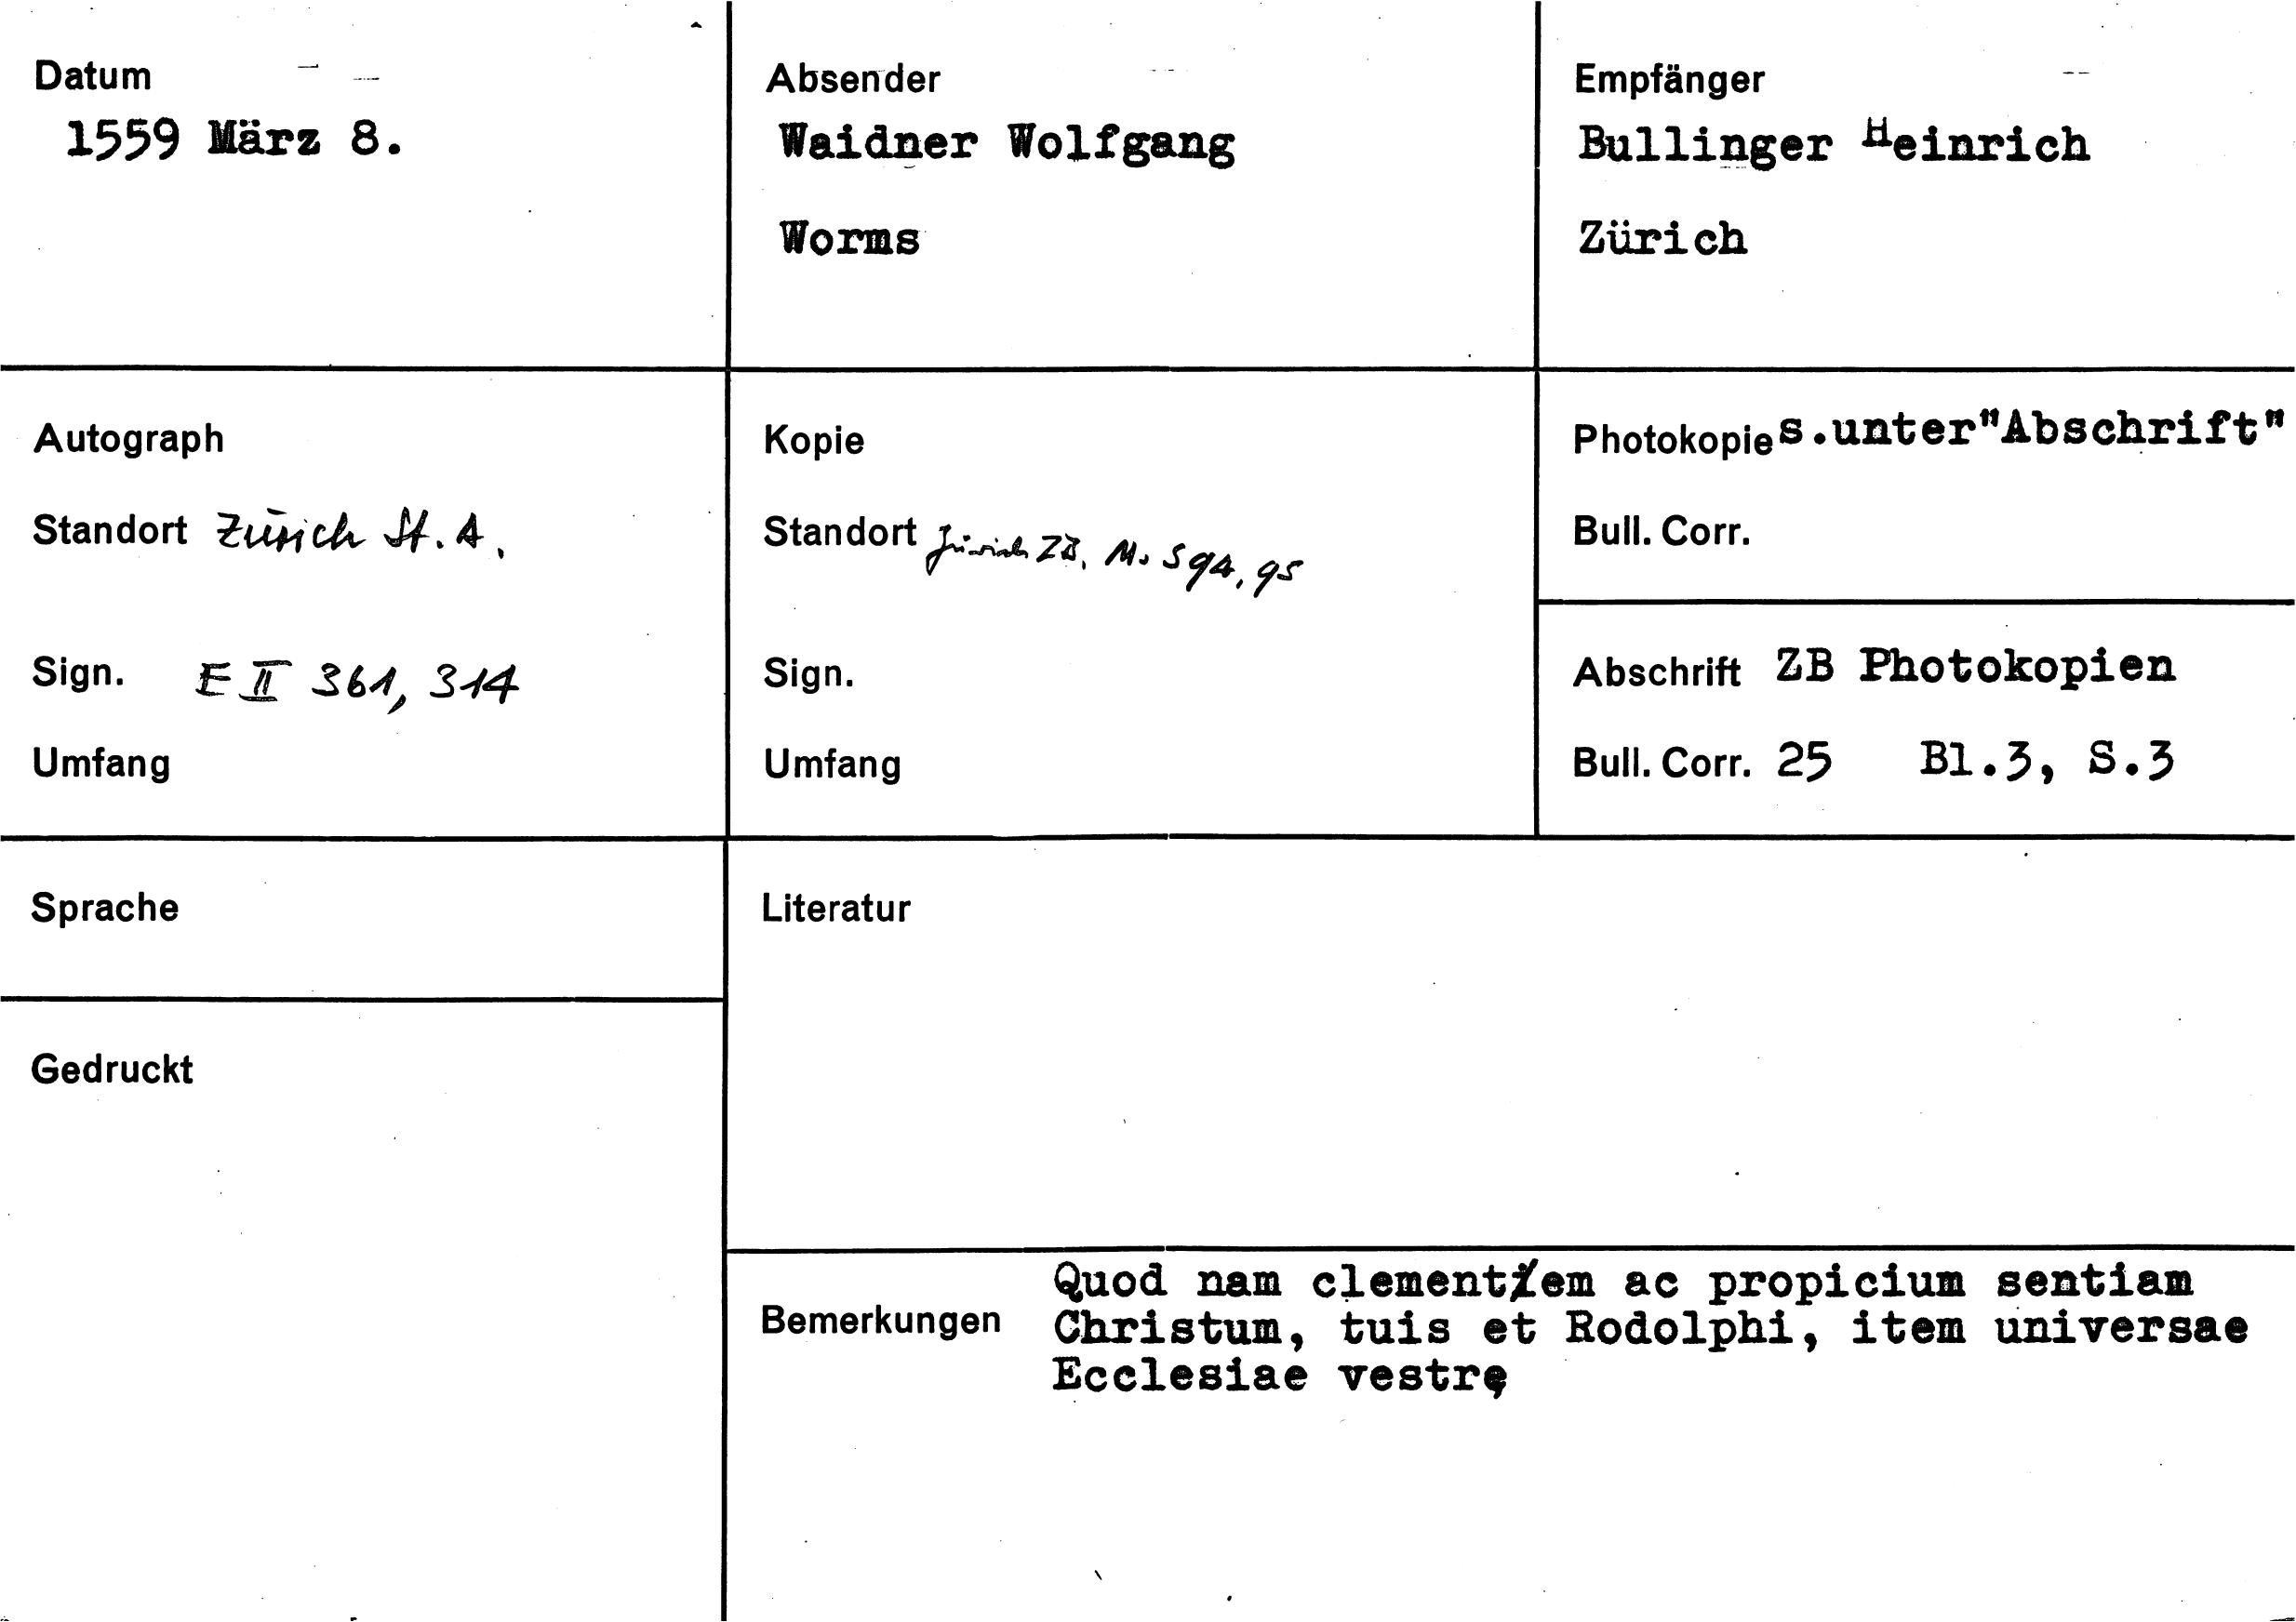 Datum
1559 März 8.
Absender
Waidner Wolfgang
Worms
Empfänger
Bullinger Heinrich
Zürich
Autograph
Standort Zürich St. A.
Sign. E II 361, 314
Umfang
Kopie
Standort Zürich ZB, Ms S 94, 95
Sign.
Umfang
Photokopie s.unter"Abschrift"
Bull. Corr.
Abschrift ZB Photokopien
Bull. Corr. 25 Bl.3, S.3
Sprache
Gedruckt
Literatur
Bemerkungen
Quod nam clementem ac propicium sentiam
Christum, tuis et Rodolphi, item universae
Ecclesiae vestrę